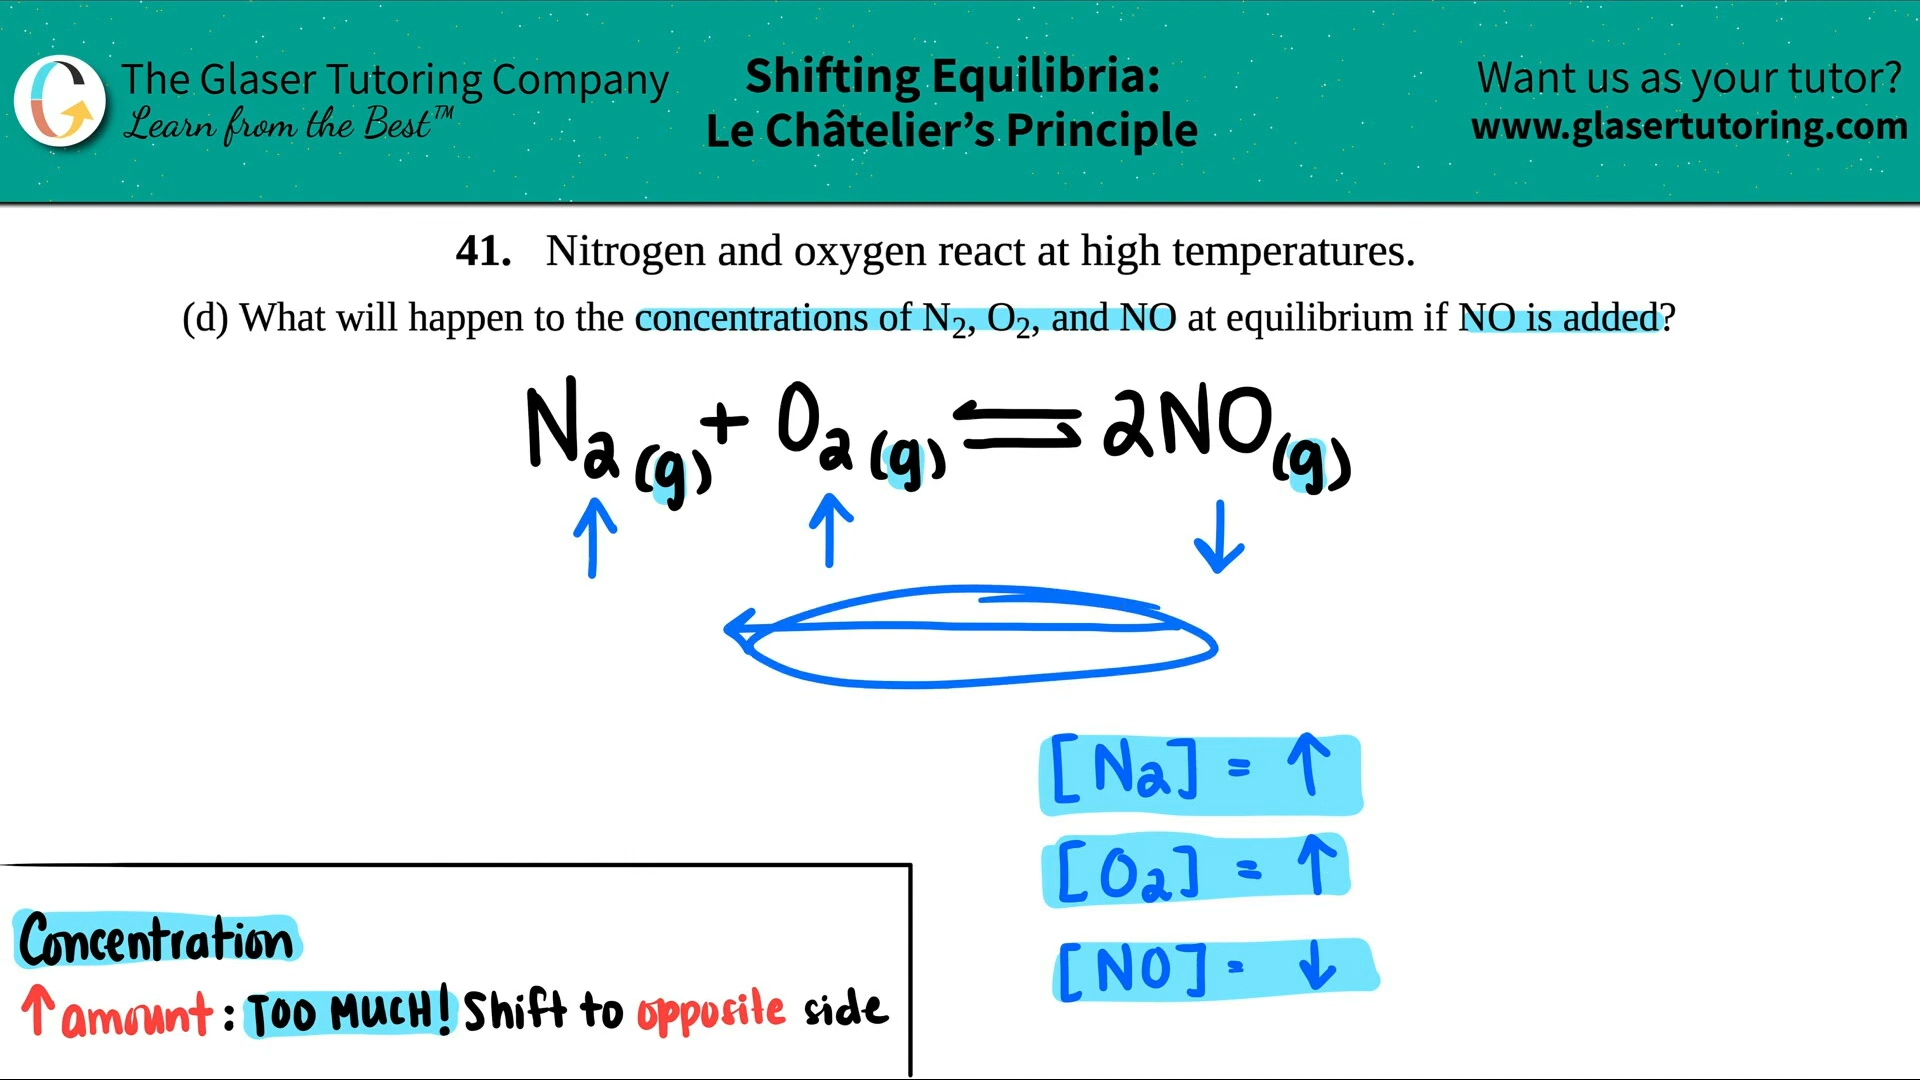 The Glaser Tutoring Company
Learn from the Best™
Shifting Equilibria:
Le Châtelier's Principle
Want us as your tutor?
www.glasertutoring.com
41. Nitrogen and oxygen react at high temperatures.
(d) What will happen to the concentrations of N₂, O₂, and NO at equilibrium if NO is added?
N₂(g) + O₂(g) ⇌ 2NO(g)
↑ ↑ ↓
←
[N₂] = ↑
[O₂] = ↑
[NO] = ↓
Concentration
↑ amount: TOO MUCH! Shift to opposite side